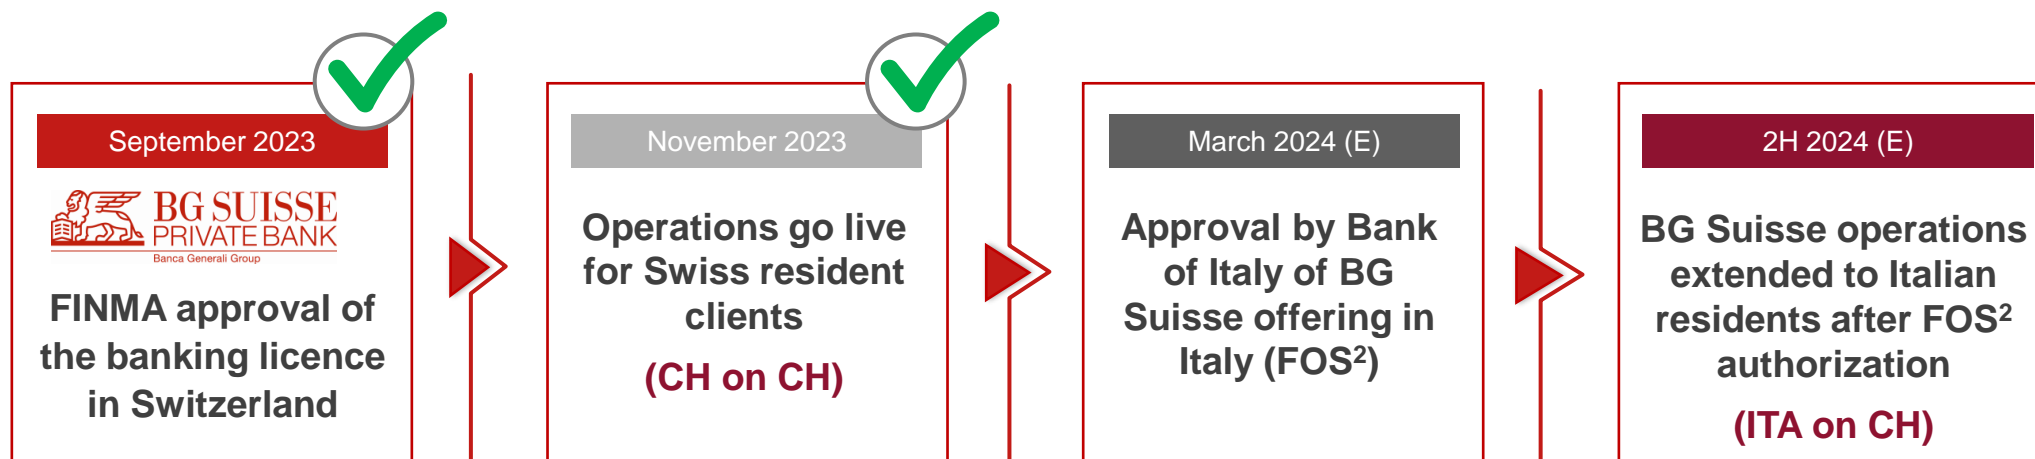 September 2023
BG SUISSE
PRIVATE BANK
Banca Generali Group
FINMA approval of
the banking licence
in Switzerland
November 2023
Operations go live
for Swiss resident
clients
(CH on CH)
March 2024 (E)
Approval by Bank
of Italy of BG
Suisse offering in
Italy (FOS²)
2H 2024 (E)
BG Suisse operations
extended to Italian
residents after FOS²
authorization
(ITA on CH)